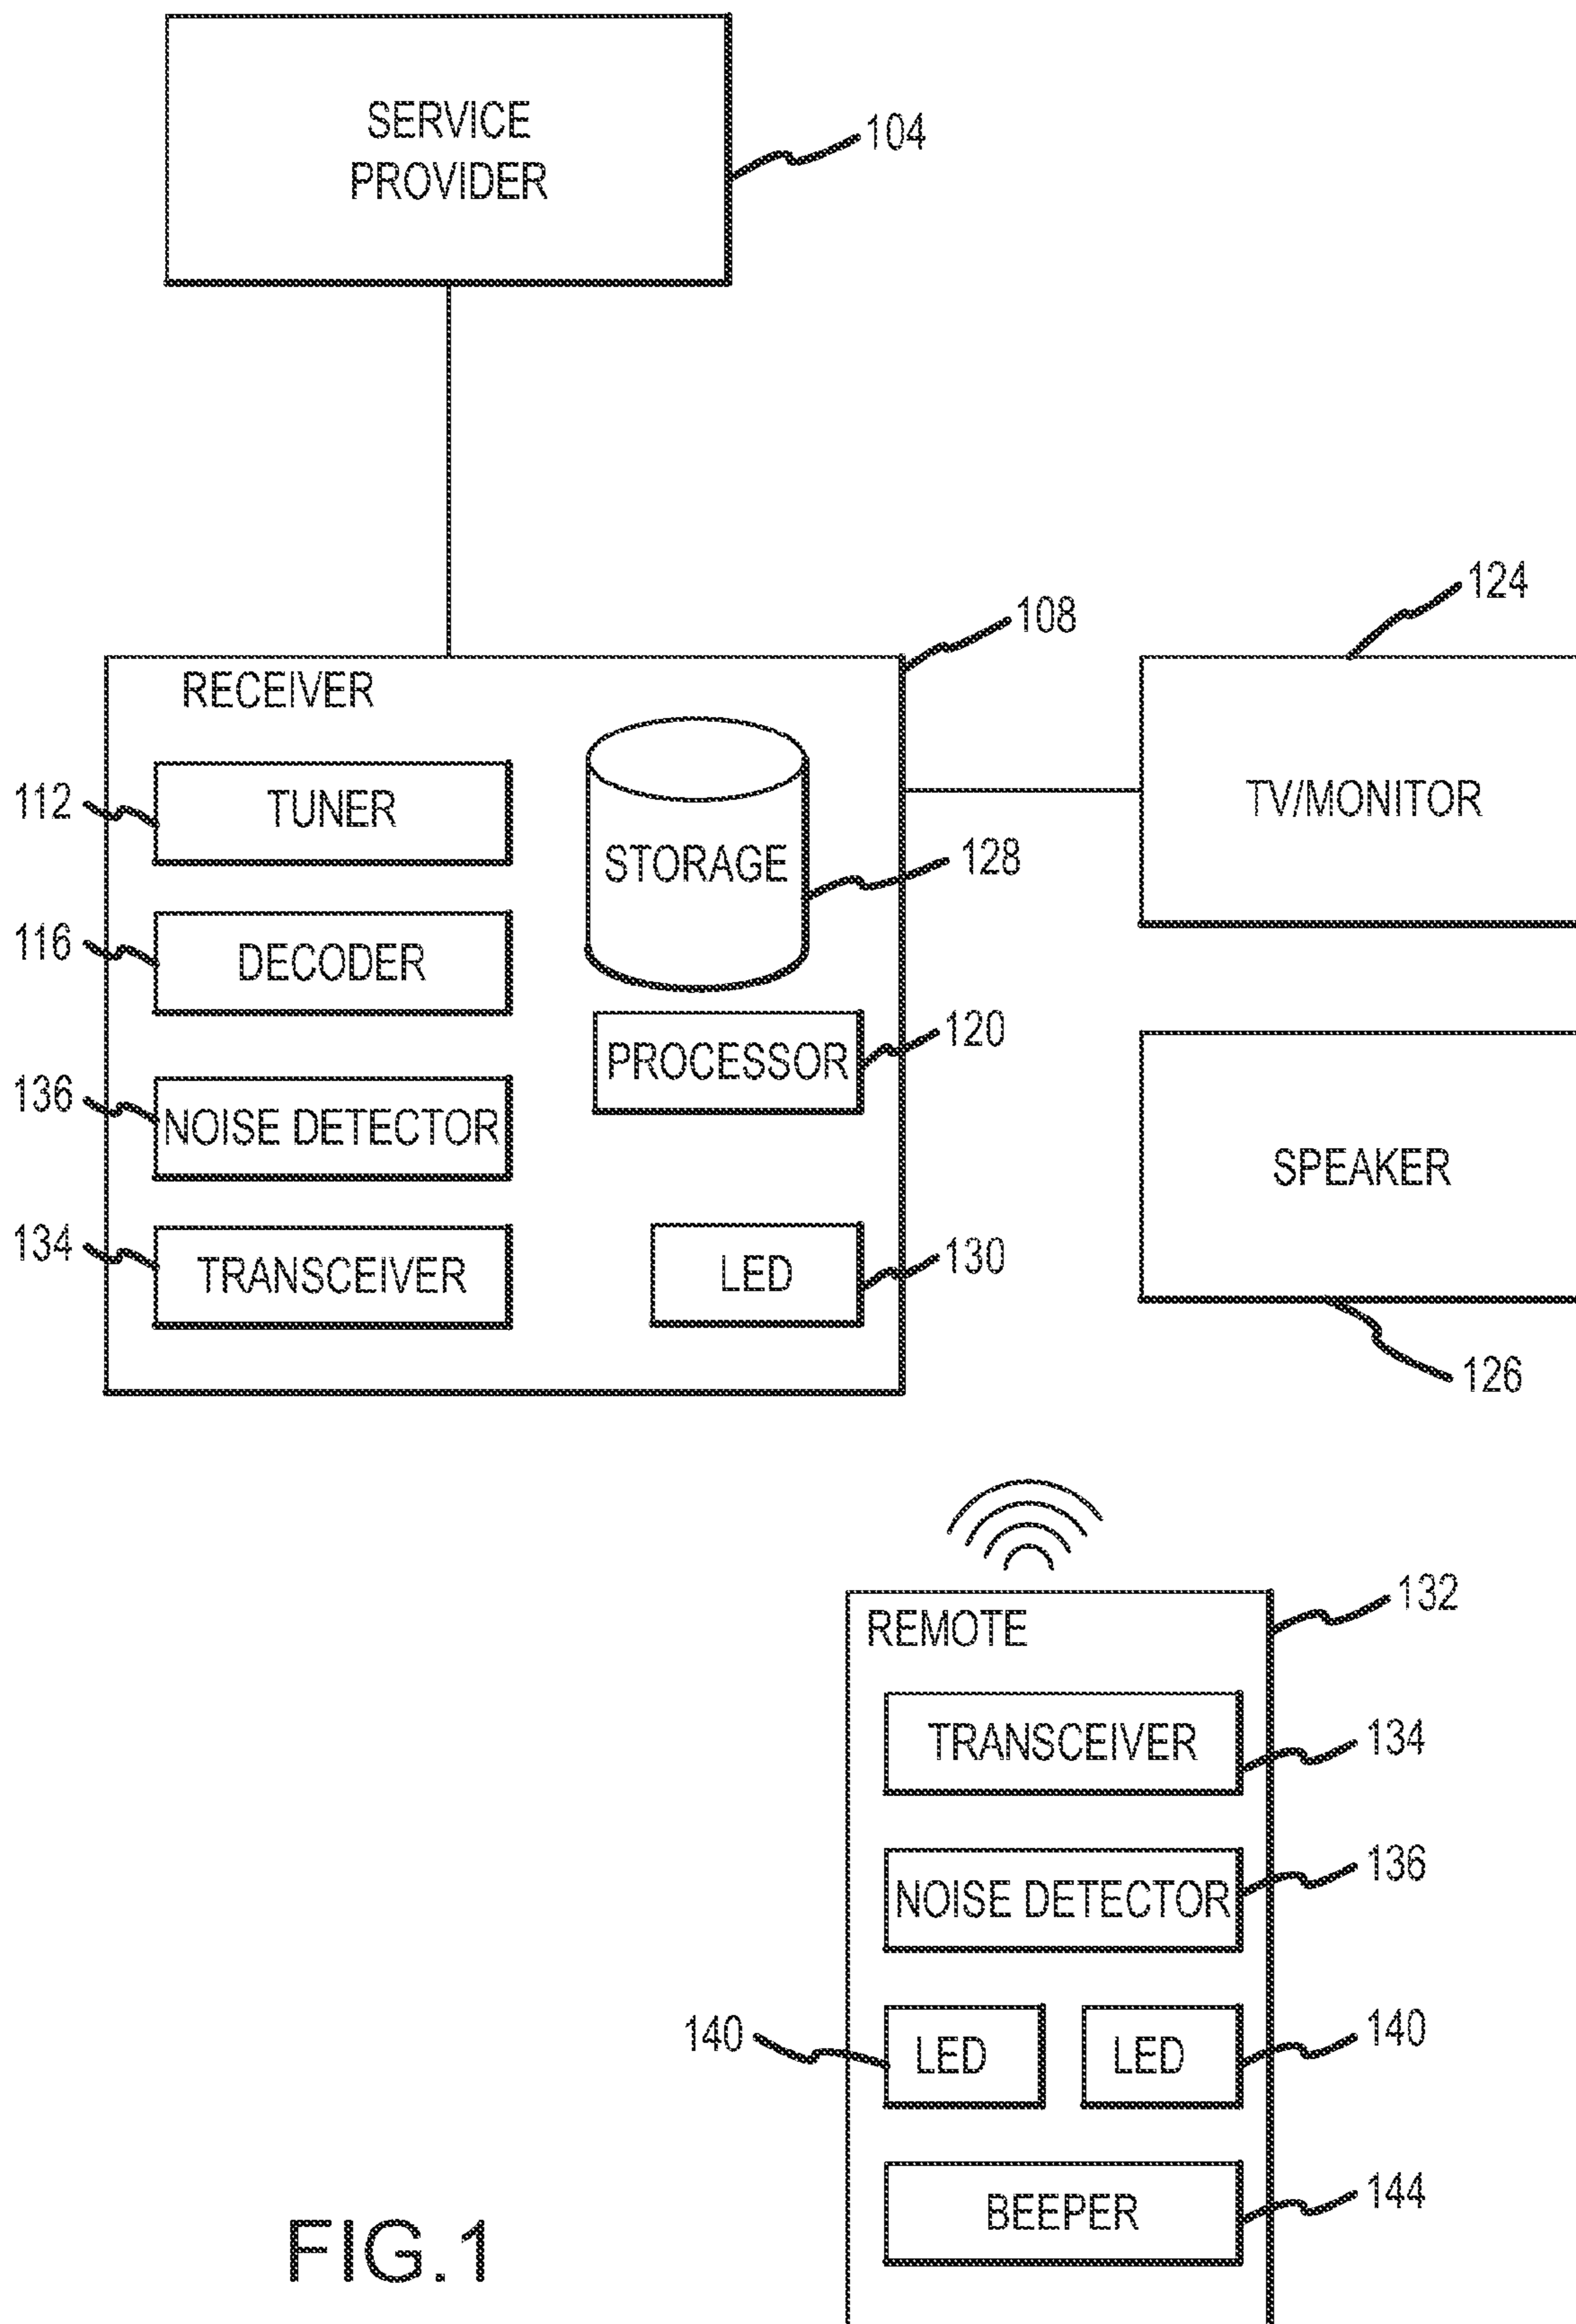 SERVICE
PROVIDER
104
108
124
RECEIVER
112
TUNER
STORAGE
128
TV/MONITOR
116
DECODER
120
PROCESSOR
136
NOISE DETECTOR
SPEAKER
134
TRANSCEIVER
LED
130
126
132
REMOTE
TRANSCEIVER
134
NOISE DETECTOR
136
140
LED
LED
140
BEEPER
144
FIG.1